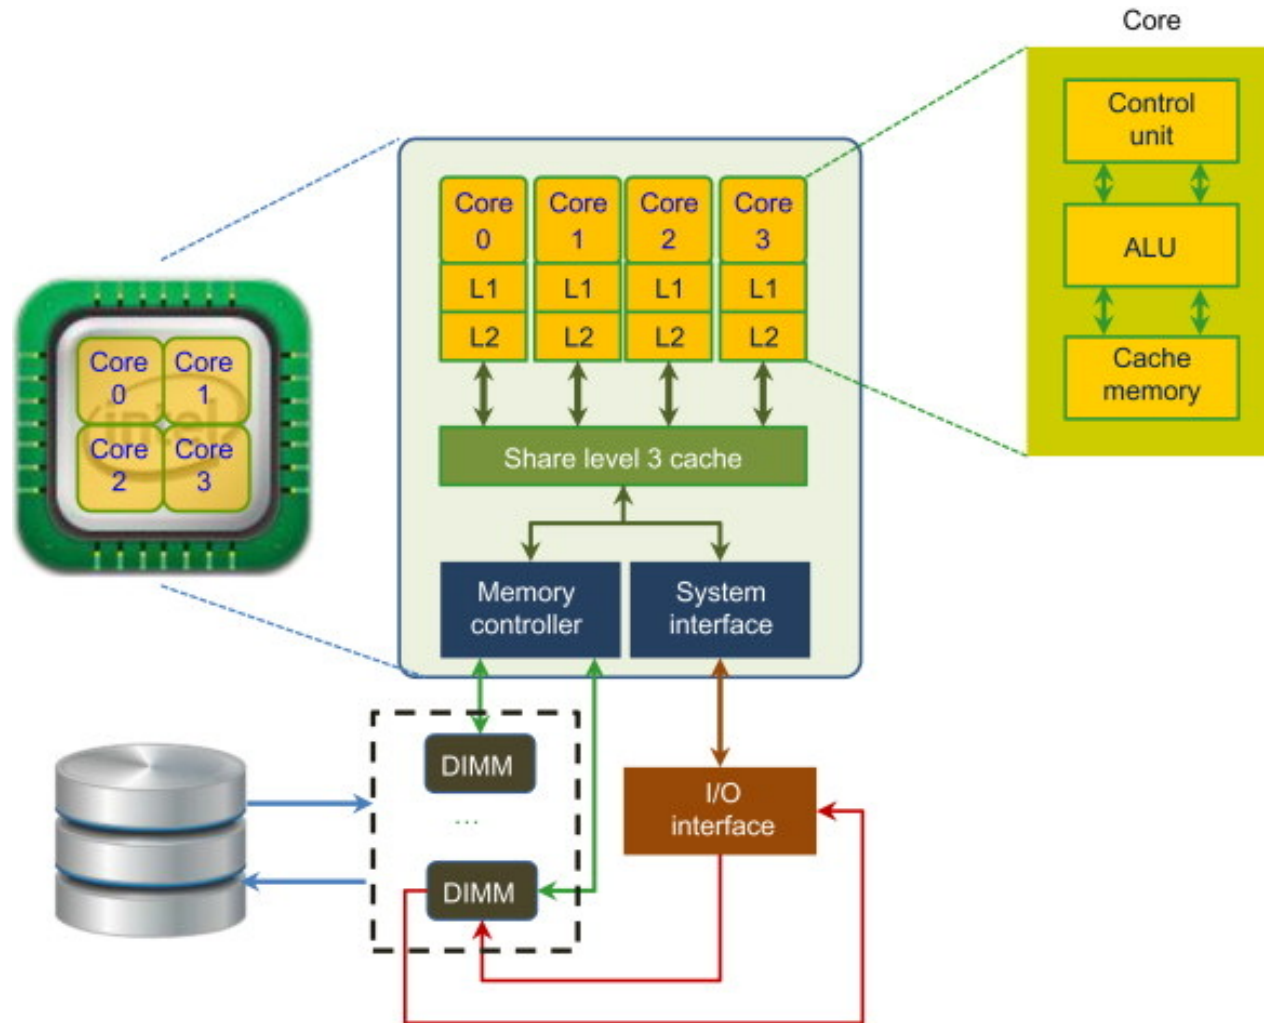 Core
Control
unit
ALU
Cache
memory
Core
0
Core
1
Core
2
Core
3
L1
L1
L1
L1
L2
L2
L2
L2
Share level 3 cache
Memory
controller
System
interface
Core
0
Core
1
Core
2
Core
3
intel
DIMM
...
DIMM
I/O
interface